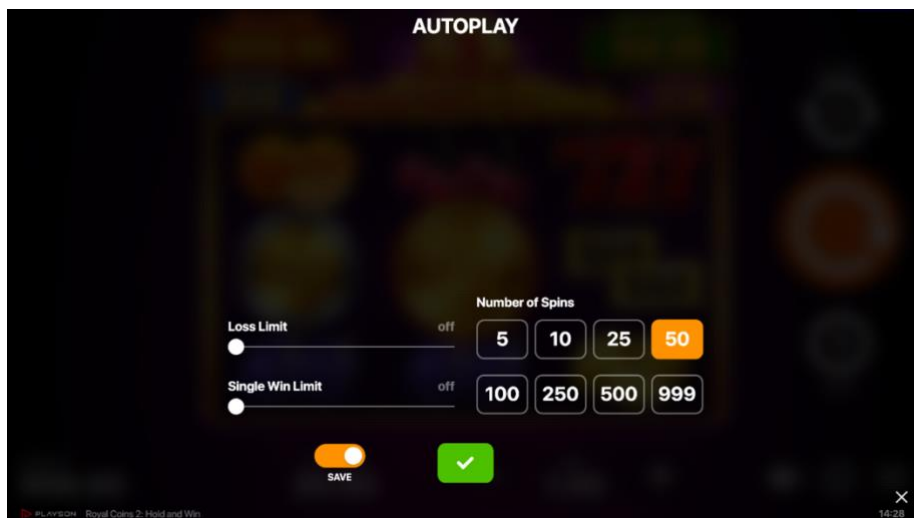 AUTOPLAY
Number of Spins
Loss Limit off
5 10 25 50
Single Win Limit off
100 250 500 999
SAVE
PLAYSON Royal Coins 2: Hold and Win
14:28